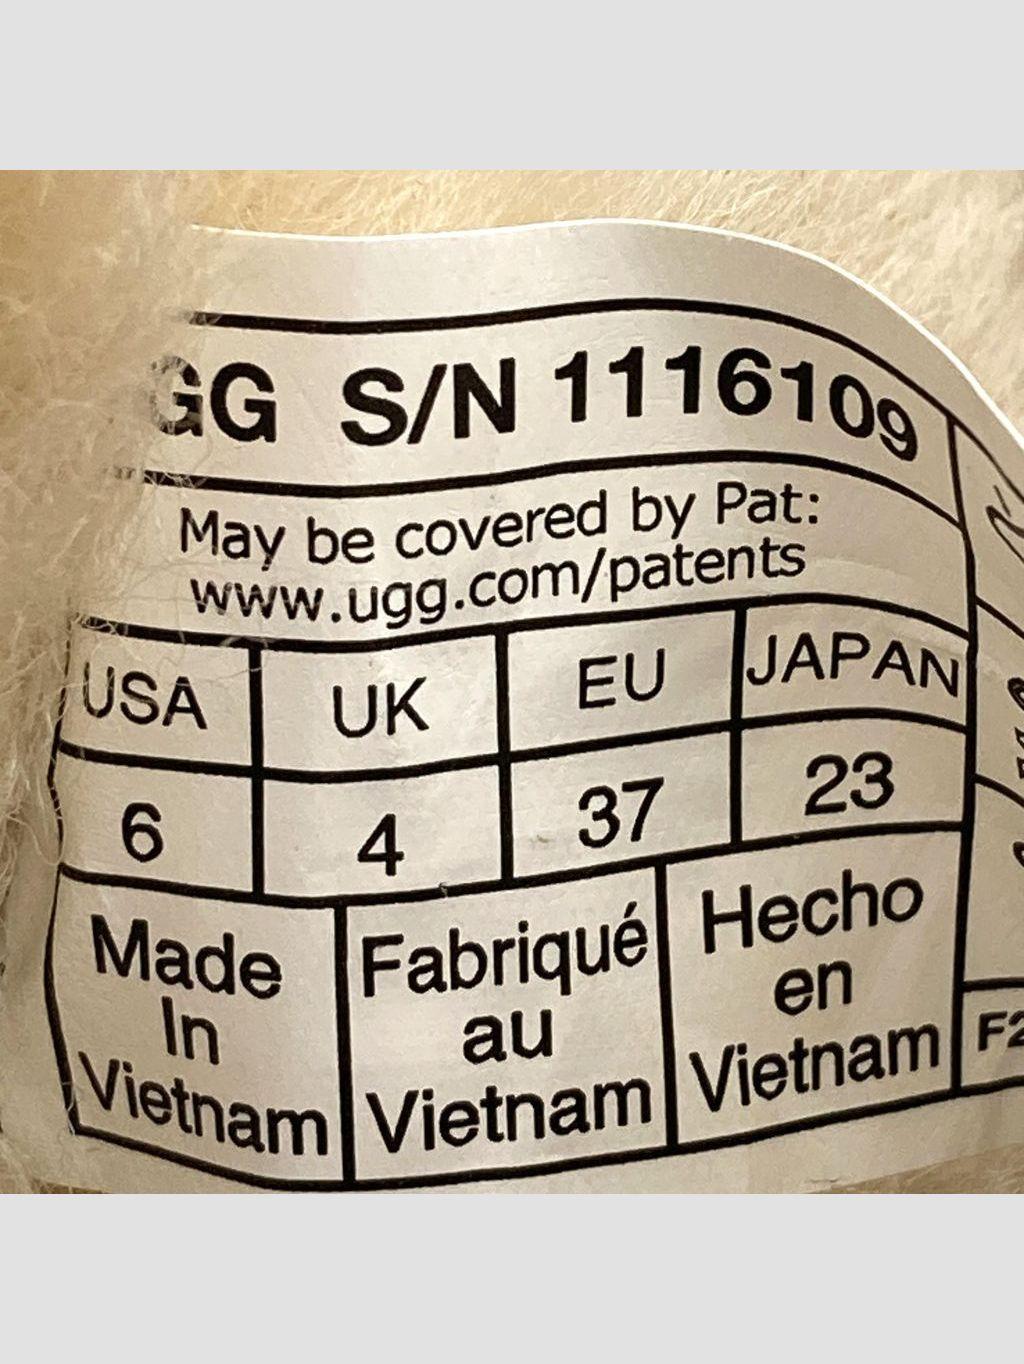 GG S/N 1116109
May be covered by Pat:
www.ugg.com/patents
USA UK EU JAPAN
6 4 37 23
Made Fabriqué Hecho
In au en
Vietnam Vietnam Vietnam
F2